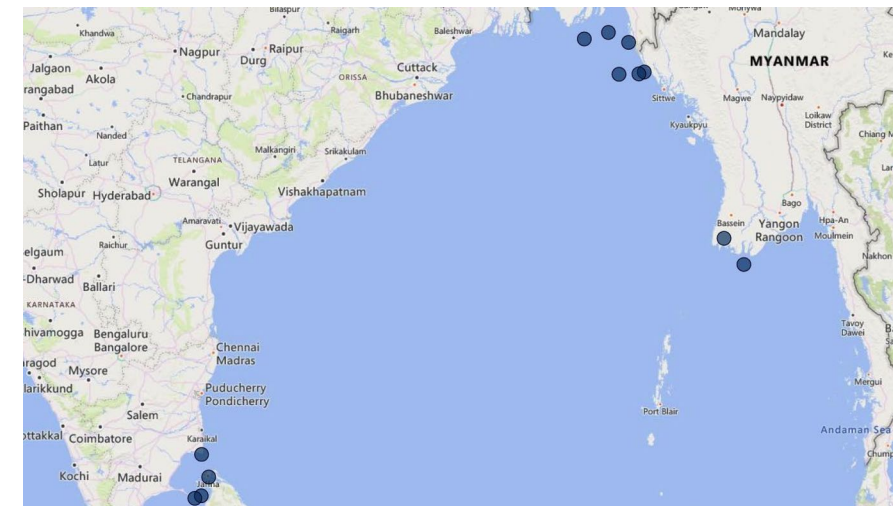 Bilaspur
Khandwa
Raigarh
Baleshwar
Mandalay
Nagpur
Raipur
Durg
Jalgaon
Akola
Cuttack
ORISSA
MYANMAR
Bhubaneshwar
Chandrapur
Sittwe
Magwe
Naypyidaw
Loikaw
District
Kyaukpyu
Paithan
Nanded
Chiang M
Malkangiri
Srikakulam
Latur
TELANGANA
Warangal
Sholapur
Hyderabad
Vishakhapatnam
Bago
Amaravati
Vijayawada
Bassein
Yangon
Rangoon
Hpa-An
Moulmein
Raichur
Guntur
elgaum
Nakhon
-Dharwad
Ballari
KARNATAKA
hivamogga
Bengaluru
Bangalore
Tavoy
Dawei
Chennai
Madras
Mysore
larikkund
Mergui
Puducherry
Pondicherry
Salem
Port Blair
ottakkal
Coimbatore
Karaikal
Andaman Sea
Kochi
Madurai
Chump
Jaffna